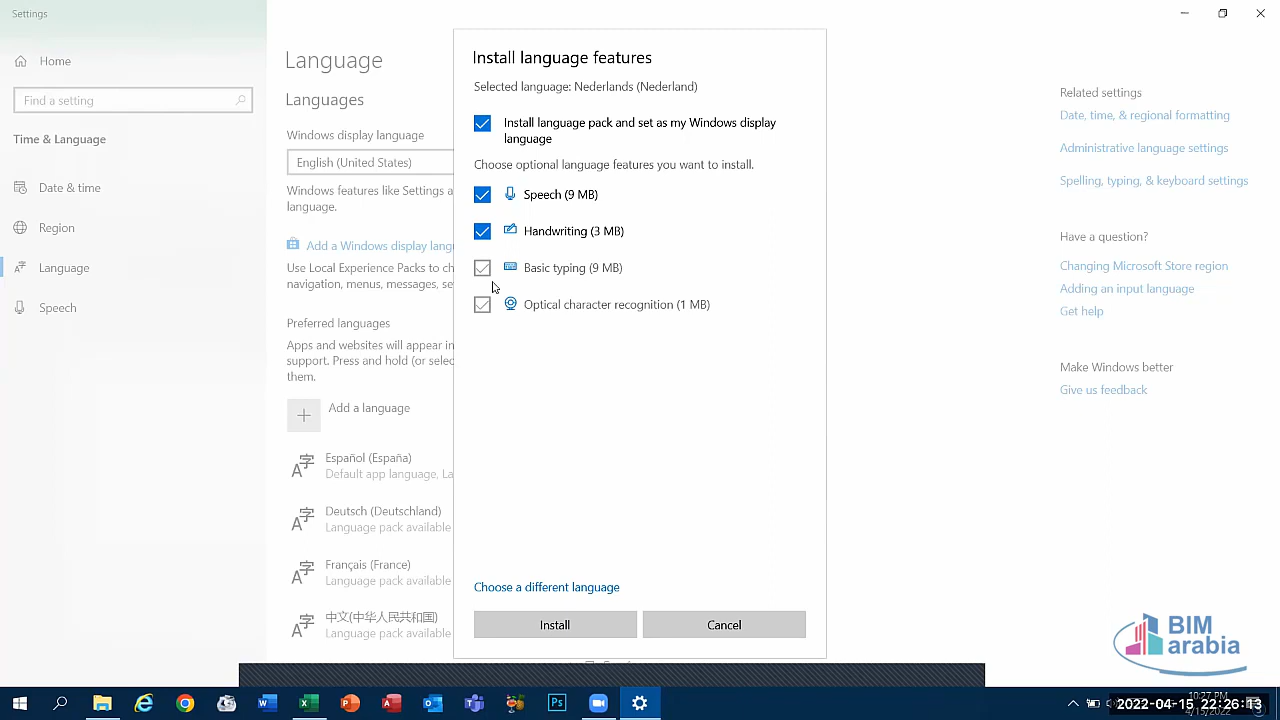 Settings
Home
Find a setting
Time & Language
Date & time
Region
Language
Speech
Language
Languages
Windows display language
English (United States)
Windows features like Settings a
language.
Add a Windows display langu
Use Local Experience Packs to ch
navigation, menus, messages, se
Preferred languages
Apps and websites will appear in
support. Press and hold (or selec
them.
Add a language
Español (España)
Default app language, La
Deutsch (Deutschland)
Language pack available
Français (France)
Language pack available
中文(中华人民共和国)
Language pack available
Install language features
Selected language: Nederlands (Nederland)
Install language pack and set as my Windows display
language
Choose optional language features you want to install.
Speech (9 MB)
Handwriting (3 MB)
Basic typing (9 MB)
Optical character recognition (1 MB)
Choose a different language
Install
Cancel
Related settings
Date, time, & regional formatting
Administrative language settings
Spelling, typing, & keyboard settings
Have a question?
Changing Microsoft Store region
Adding an input language
Get help
Make Windows better
Give us feedback
BIM
arabia
10:27 PM
4/15/2022
2022-04-15 22:26:13